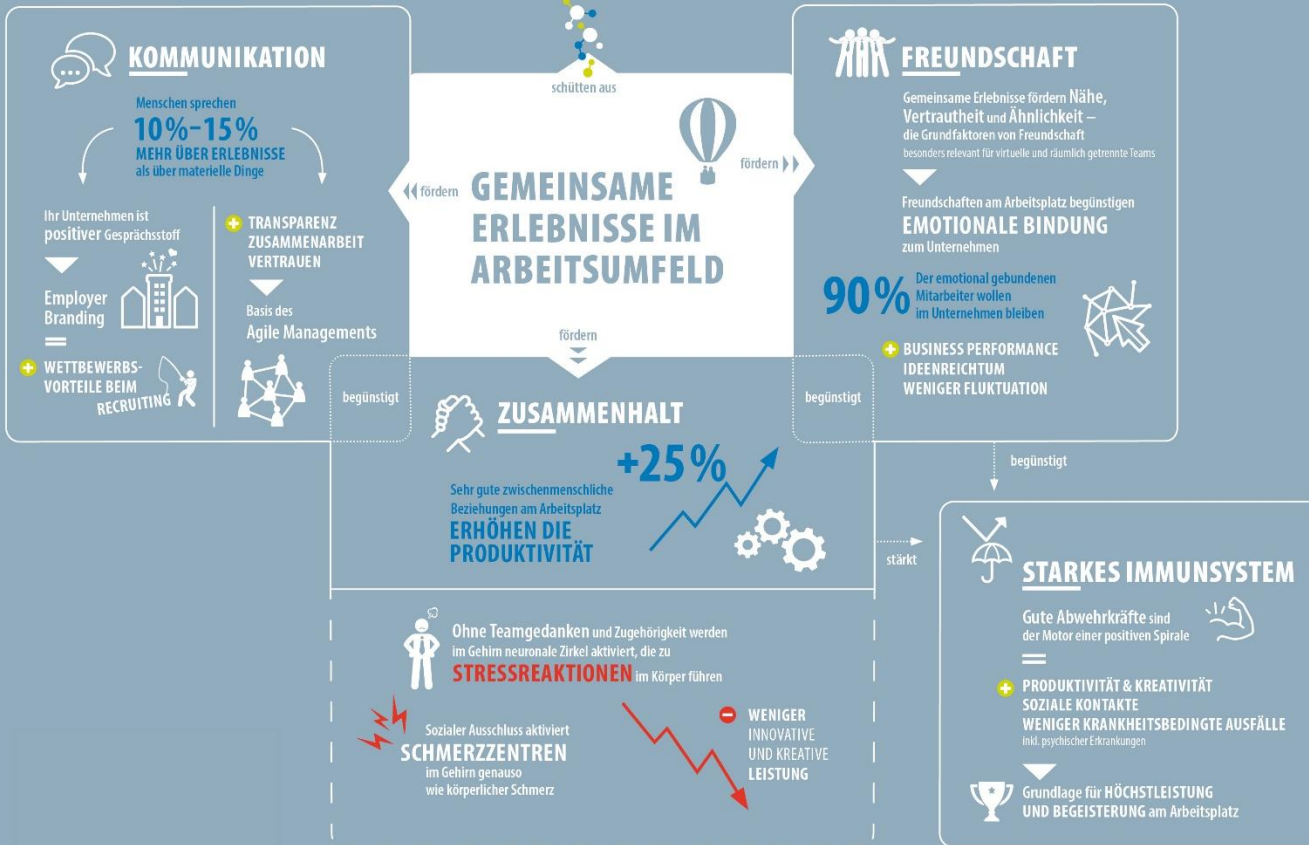 schütten aus
GEMEINSAME
ERLEBNISSE IM
ARBEITSUMFELD
fördern
fördern
fördern
KOMMUNIKATION
Menschen sprechen
10%-15%
MEHR ÜBER ERLEBNISSE
als über materielle Dinge
Ihr Unternehmen ist
positiver Gesprächsstoff
Employer
Branding
WETTBEWERBS-
VORTEILE BEIM
RECRUITING
TRANSPARENZ
ZUSAMMENARBEIT
VERTRAUEN
Basis des
Agile Managements
FREUNDSCHAFT
Gemeinsame Erlebnisse fördern Nähe,
Vertrautheit und Ähnlichkeit –
die Grundfaktoren von Freundschaft
besonders relevant für virtuelle und räumlich getrennte Teams
Freundschaften am Arbeitsplatz begünstigen
EMOTIONALE BINDUNG
zum Unternehmen
90% Der emotional gebundenen
Mitarbeiter wollen
im Unternehmen bleiben
BUSINESS PERFORMANCE
IDEENREICHTUM
WENIGER FLUKTUATION
begünstigt
begünstigt
ZUSAMMENHALT
+25%
Sehr gute zwischenmenschliche
Beziehungen am Arbeitsplatz
ERHÖHEN DIE
PRODUKTIVITÄT
begünstigt
stärkt
Ohne Teamgedanken und Zugehörigkeit werden
im Gehirn neuronale Zirkel aktiviert, die zu
STRESSREAKTIONEN im Körper führen
Sozialer Ausschluss aktiviert
SCHMERZZENTREN
im Gehirn genauso
wie körperlicher Schmerz
WENIGER
INNOVATIVE
UND KREATIVE
LEISTUNG
STARKES IMMUNSYSTEM
Gute Abwehrkräfte sind
der Motor einer positiven Spirale
PRODUKTIVITÄT & KREATIVITÄT
SOZIALE KONTAKTE
WENIGER KRANKHEITSBEDINGTE AUSFÄLLE
inkl. psychischer Erkrankungen
Grundlage für HÖCHSTLEISTUNG
UND BEGEISTERUNG am Arbeitsplatz